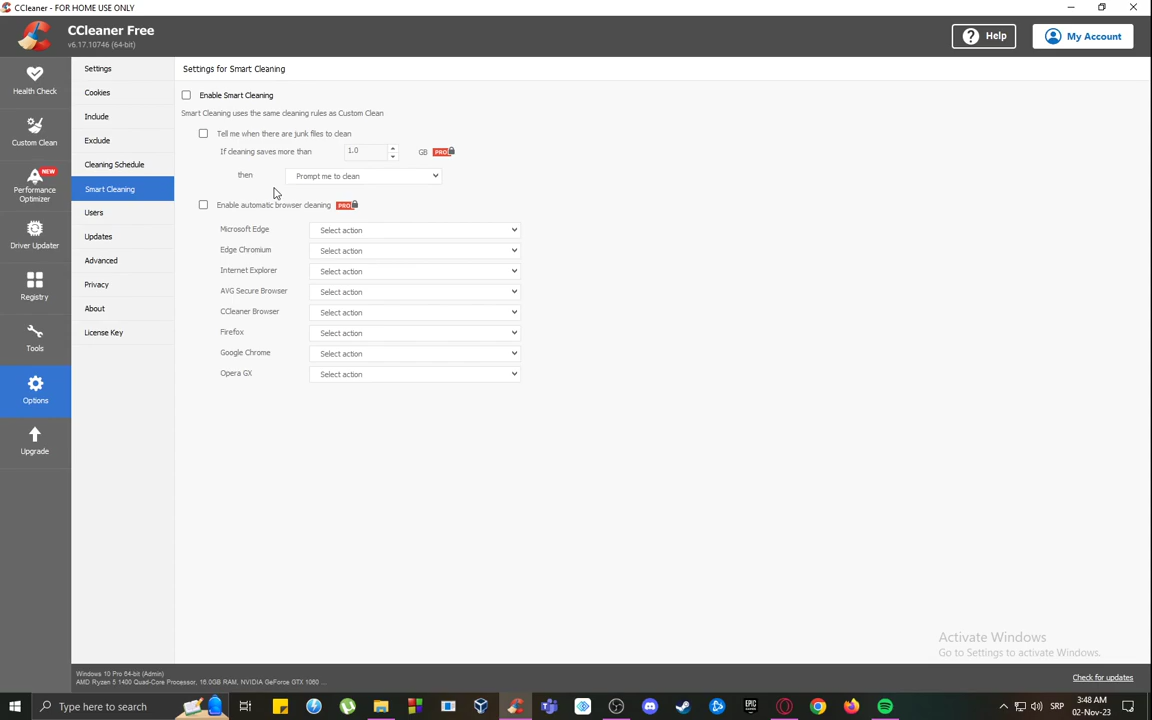 CCleaner - FOR HOME USE ONLY
CCleaner Free
v6.17.10746 (64-bit)
Help
My Account
Health Check
Custom Clean
NEW
Performance
Optimizer
Driver Updater
Registry
Tools
Options
Upgrade
Settings
Cookies
Include
Exclude
Cleaning Schedule
Smart Cleaning
Users
Updates
Advanced
Privacy
About
License Key
Settings for Smart Cleaning
Enable Smart Cleaning
Smart Cleaning uses the same cleaning rules as Custom Clean
Tell me when there are junk files to clean
If cleaning saves more than 1.0 GB PRO
then Prompt me to clean
Enable automatic browser cleaning PRO
Microsoft Edge Select action
Edge Chromium Select action
Internet Explorer Select action
AVG Secure Browser Select action
CCleaner Browser Select action
Firefox Select action
Google Chrome Select action
Opera GX Select action
Activate Windows
Go to Settings to activate Windows.
Windows 10 Pro 64-bit (Admin)
AMD Ryzen 5 1400 Quad-Core Processor, 16.0GB RAM, NVIDIA GeForce GTX 1060 ...
Check for updates
Type here to search
EPIC
SRP
3:48 AM
02-Nov-23